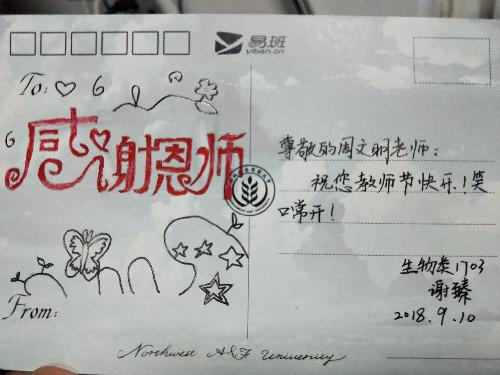 易班
yiban.cn
To: 6
6
感谢恩师
尊敬的周文明老师:
祝您教师节快乐!笑
口常开!
生物类1703
谢臻
2018.9.10
From:
Northwest A&F University